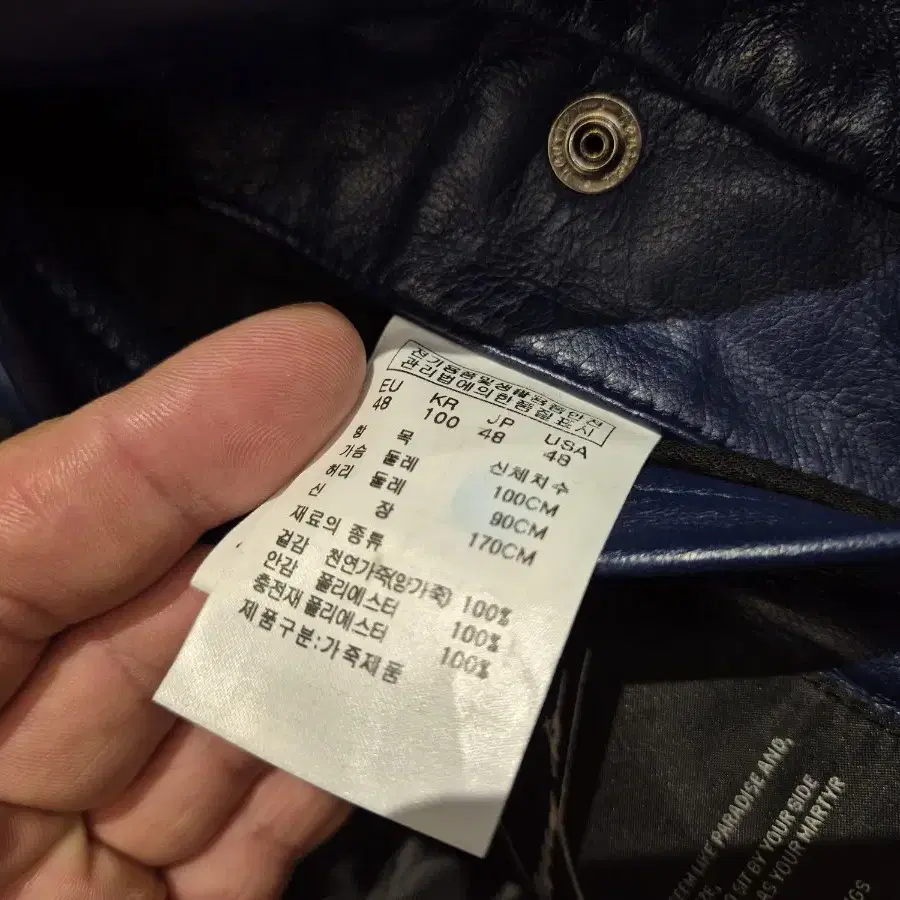 전기용품및생활용품안전
관리법에의한품질표시
EU KR JP USA
48 100 48 48
항 목 신체치수
가슴 둘레 100CM
허리 둘레 90CM
신 장 170CM
재료의 종류
겉감 천연가죽(양가죽) 100%
안감 폴리에스터 100%
충전재 폴리에스터 100%
제품구분:가죽제품
LIKE PARADISE AND,
SIT BY YOUR SIDE
AS YOUR MARTYR